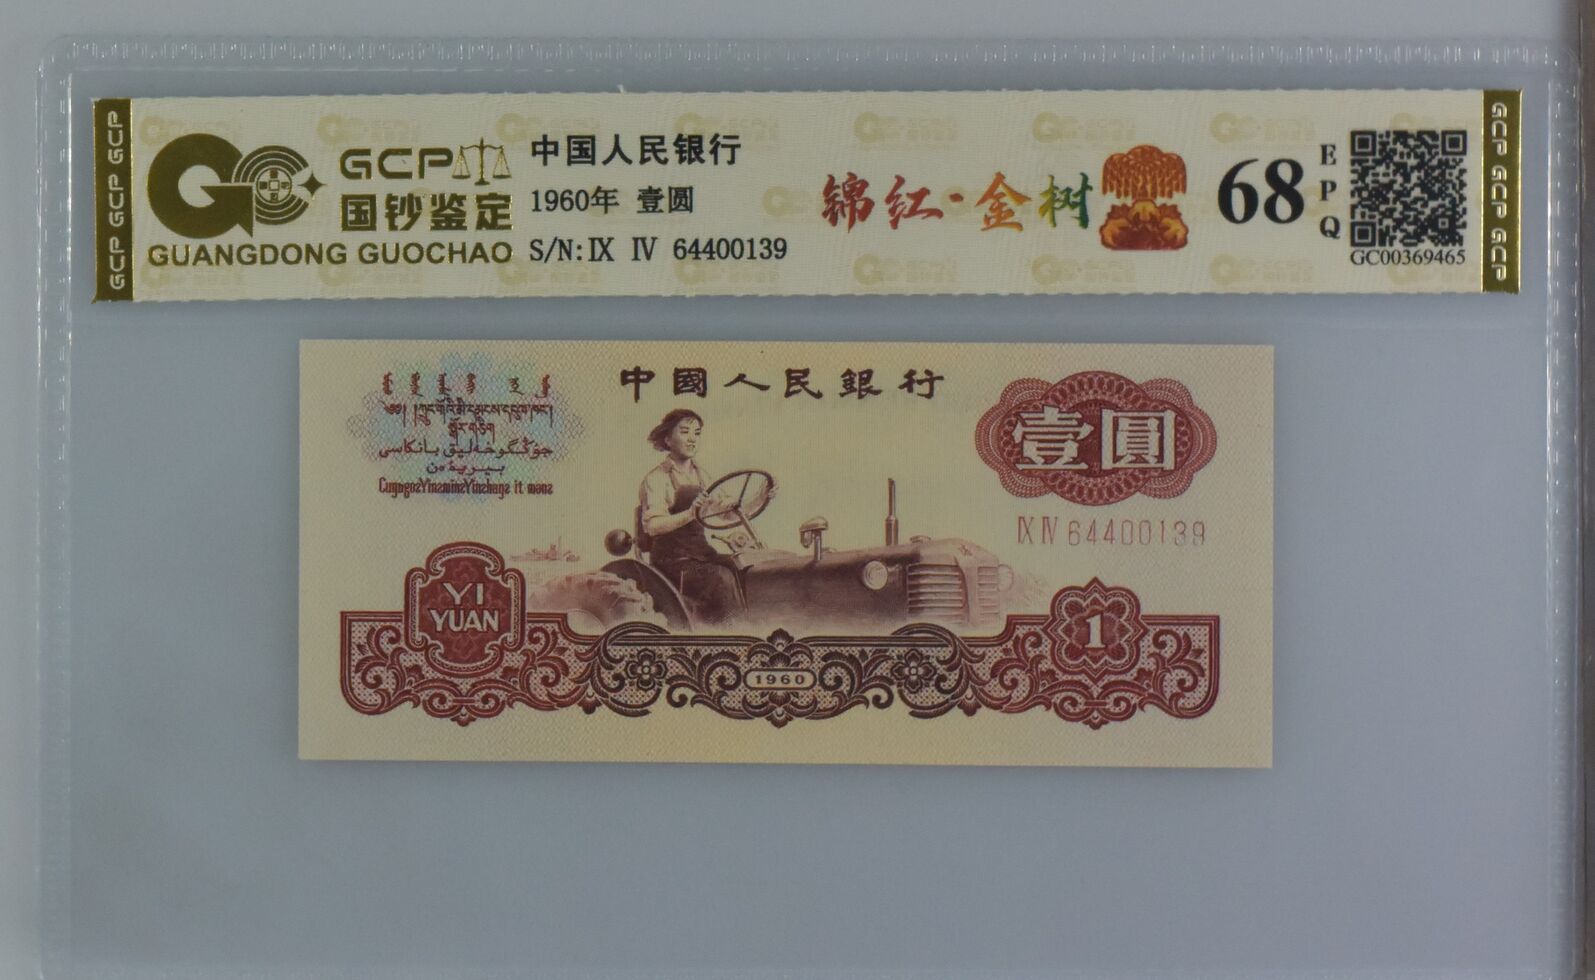 GCP GCP GCP
GCP
国钞鉴定
GUANGDONG GUOCHAO
中国人民银行
1960年 壹圆
S/N: IX IV 64400139
锦红·金树
68
EPQ
GC00369465
GCP GCP GCP
中國人民銀行
壹圓
IX IV 64400139
YI
YUAN
1960
1